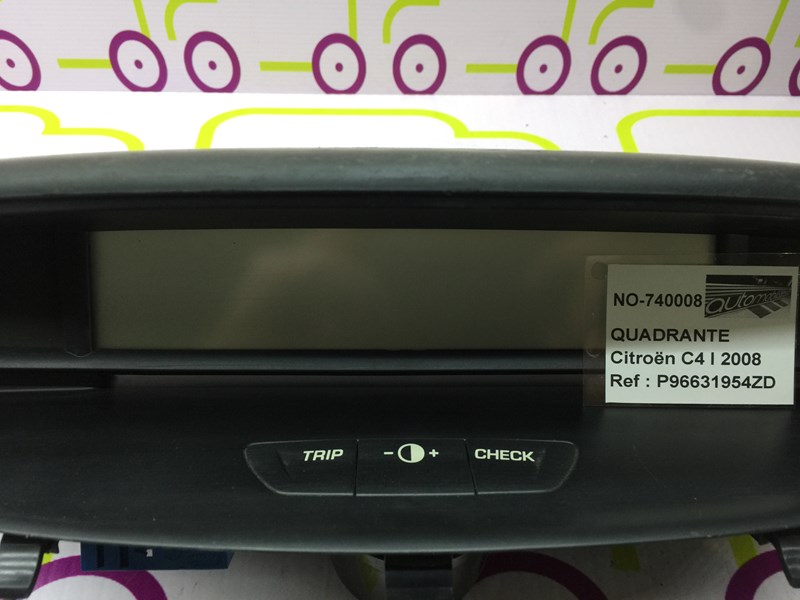 NO-740008
QUADRANTE
Citroën C4 I 2008
Ref : P96631954ZD
TRIP - + CHECK